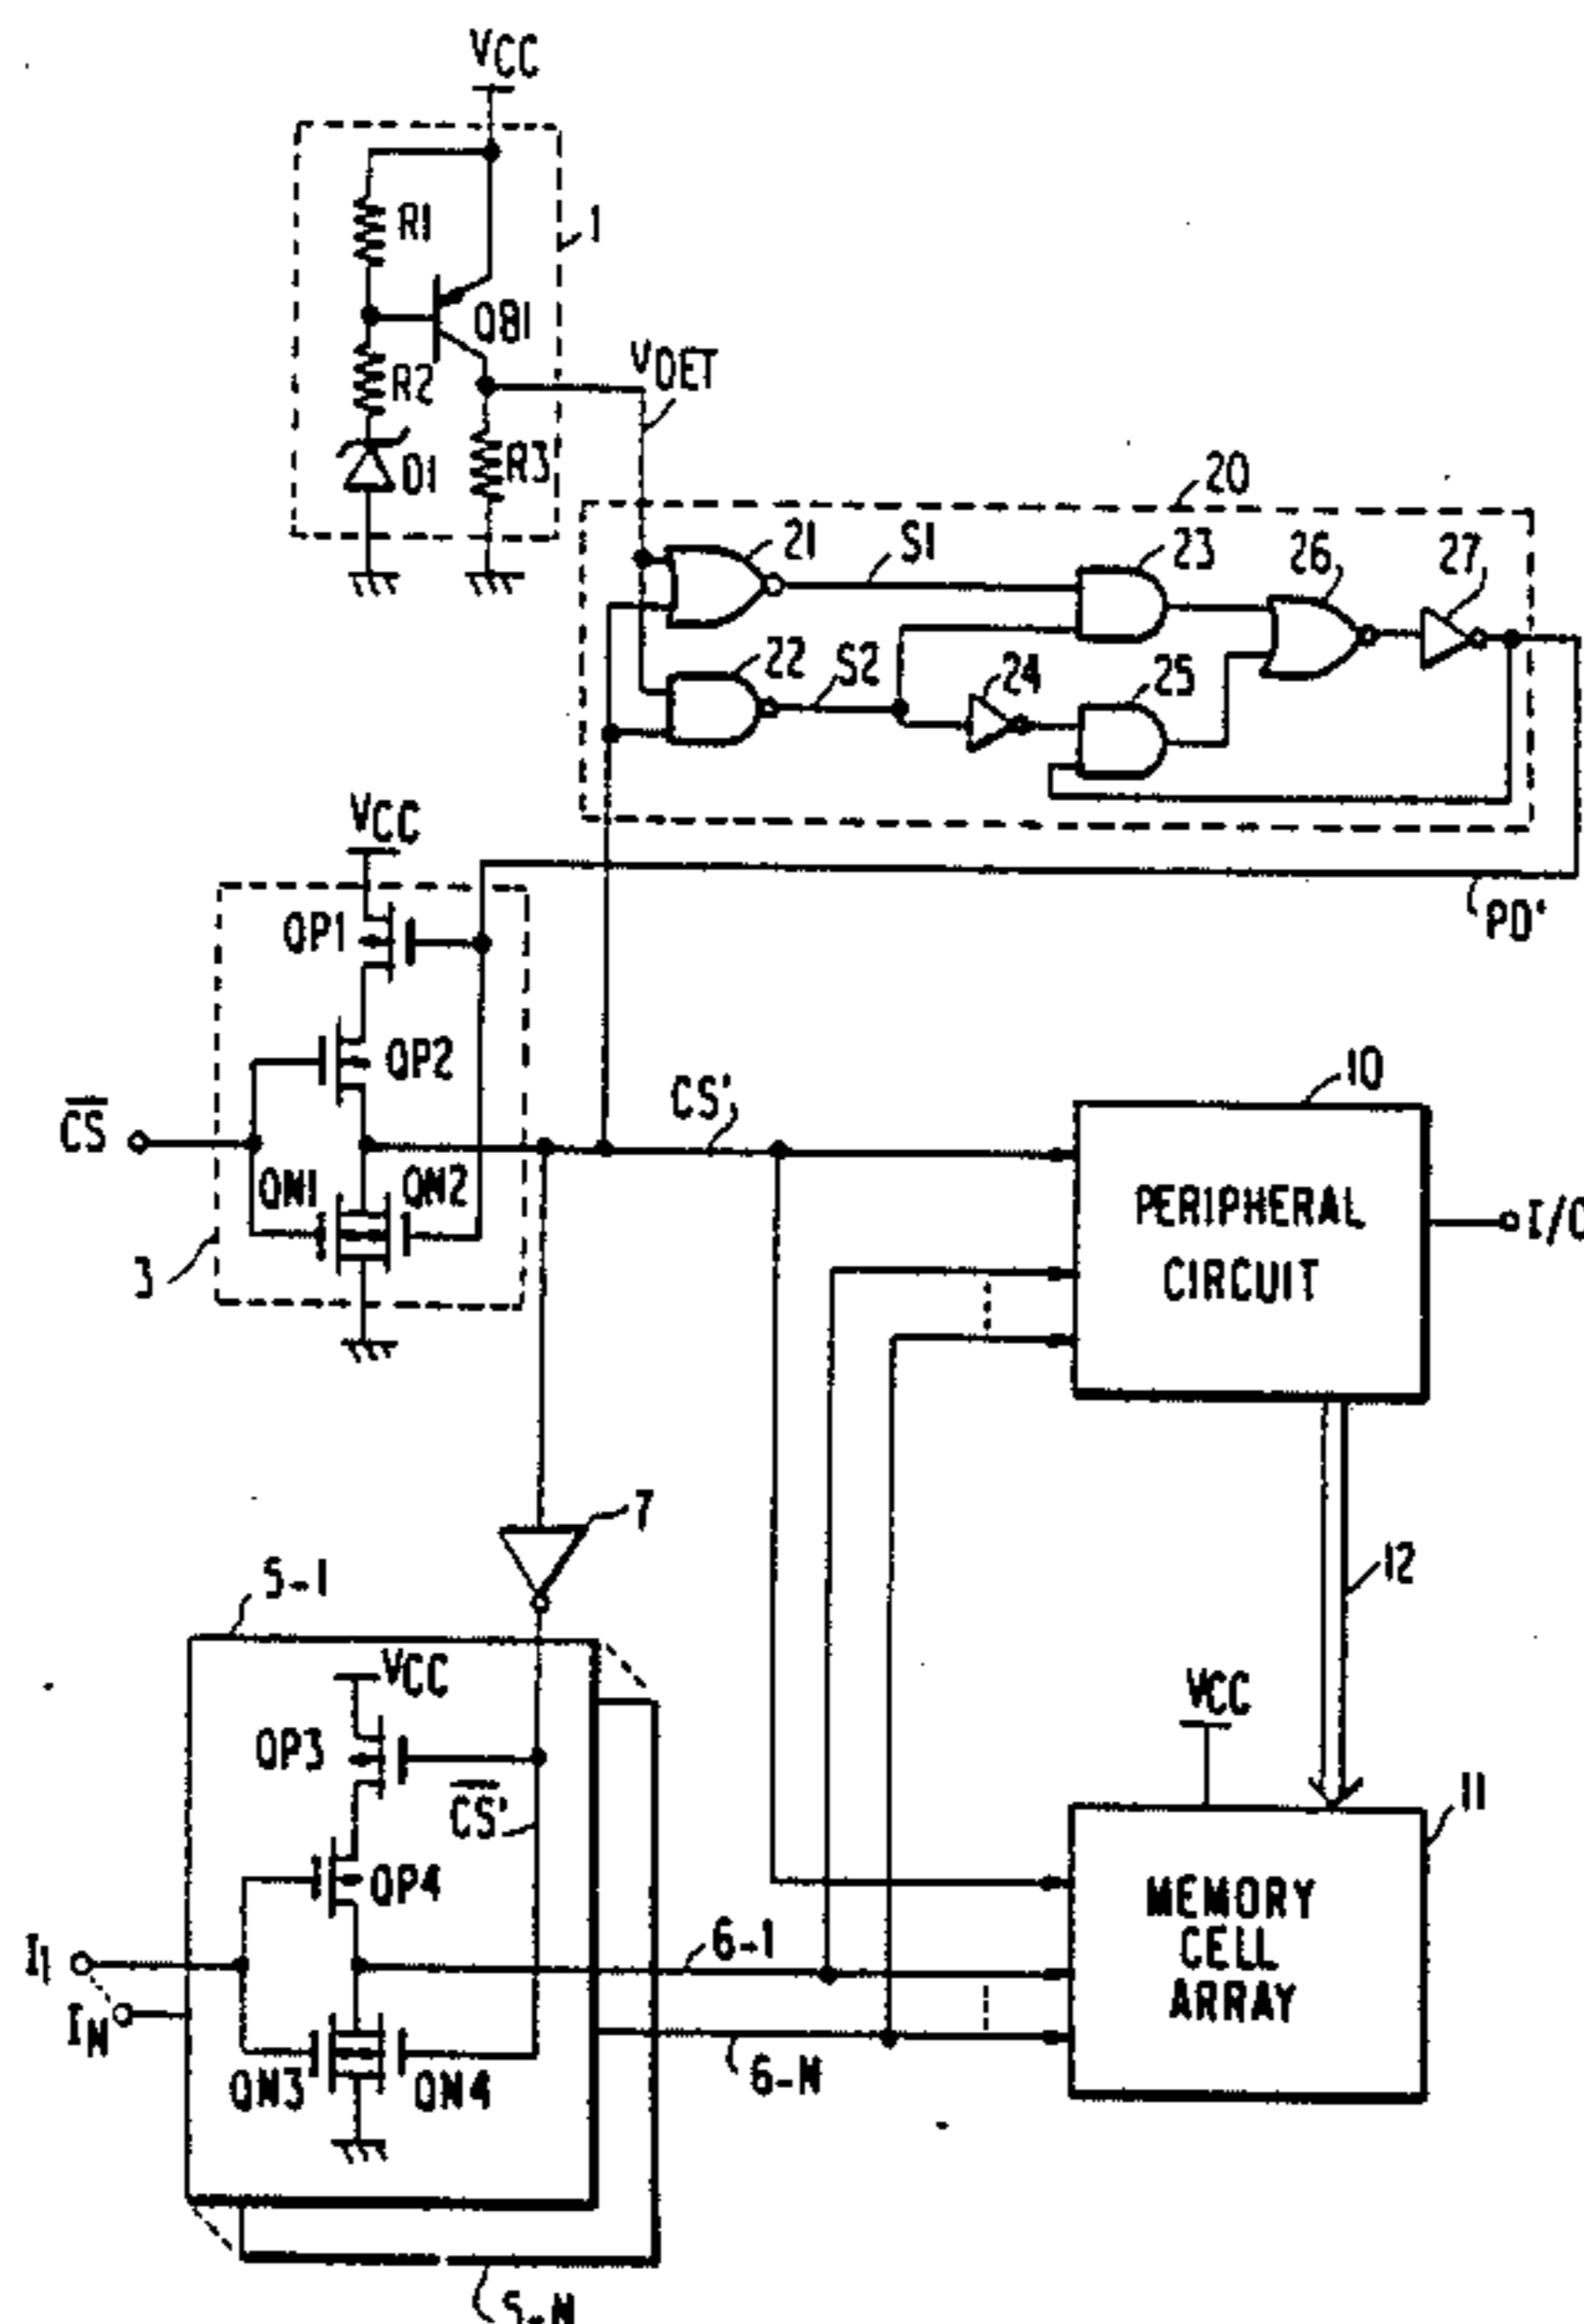 VCC
R1
1
QB1
R2
VDET
D1
R3
20
21
S1
23
26
27
22
S2
24
25
VCC
PD'
QP1
QP2
10
CS
CS'
QN1
QN2
PERIPHERAL
CIRCUIT
I/O
3
7
5-1
12
VCC
VCC
QP3
CS'
11
QP4
MEMORY
CELL
ARRAY
6-1
I1
IN
6-N
QN3
QN4
5-N